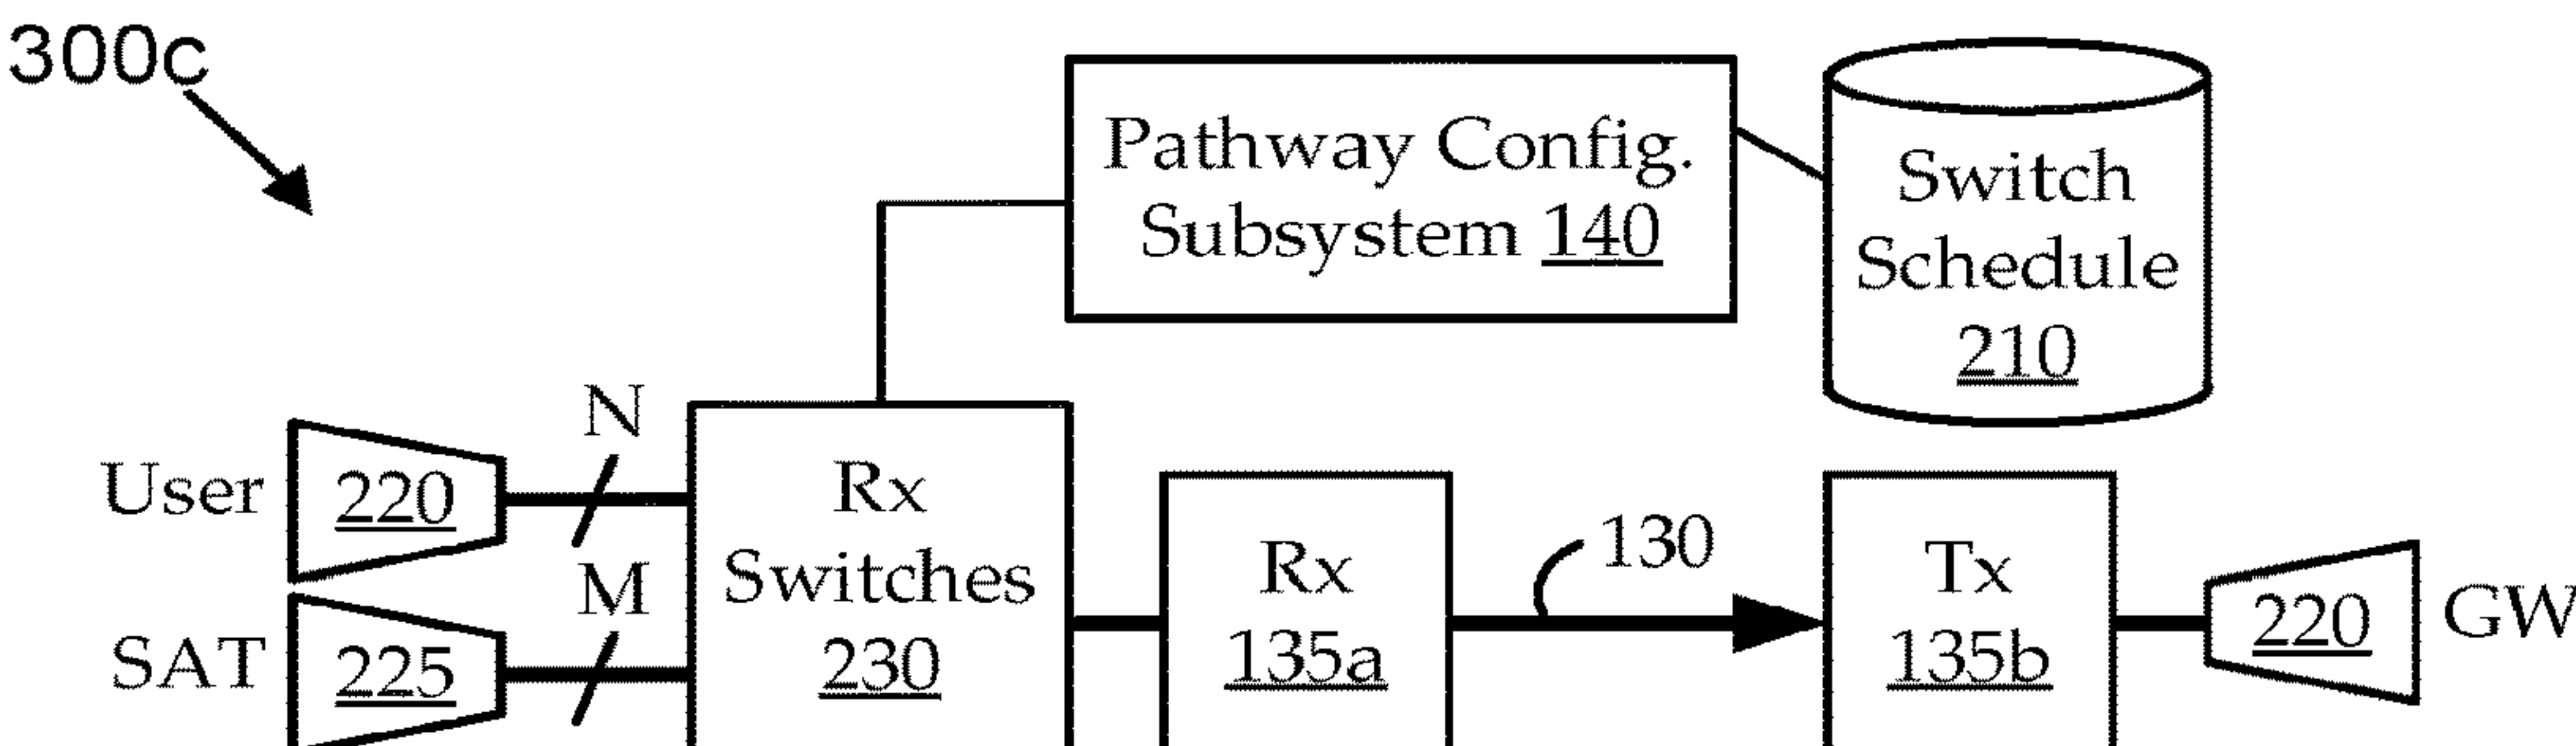 300c
Pathway Config.
Subsystem 140
Switch
Schedule
210
N
User
220
M
SAT
225
Rx
Switches
230
Rx
135a
130
Tx
135b
220
GW